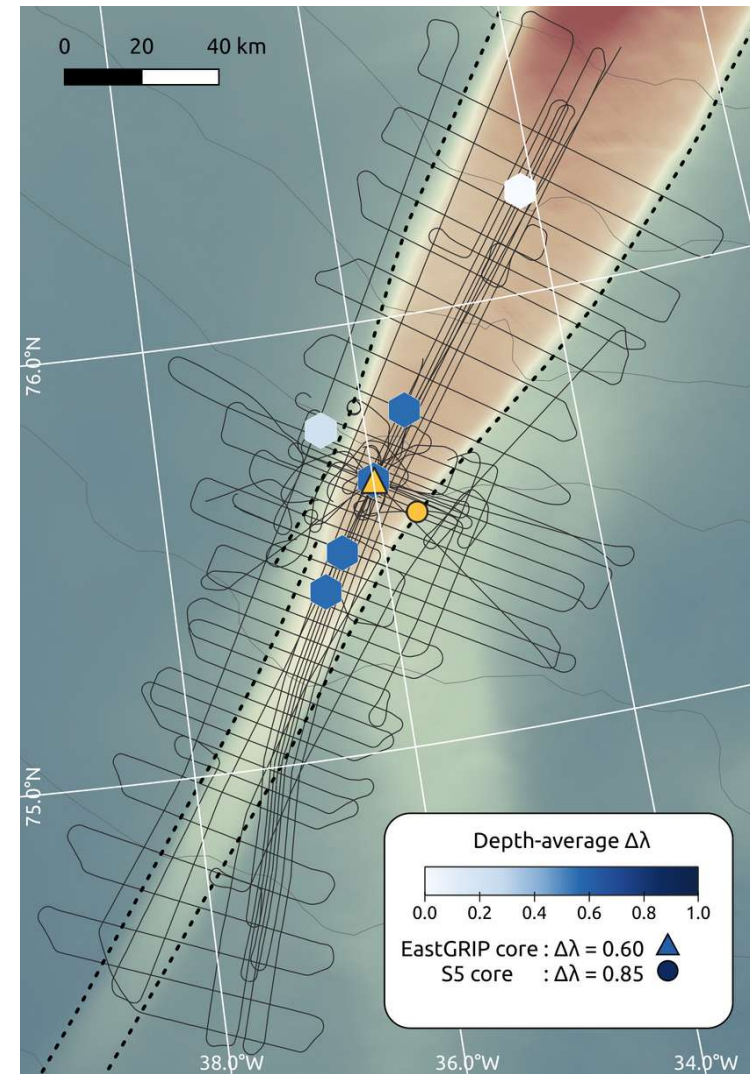 0 20 40 km
76.0°N
75.0°N
Depth-average Δλ
0.0 0.2 0.4 0.6 0.8 1.0
EastGRIP core : Δλ = 0.60
S5 core : Δλ = 0.85
38.0°W 36.0°W 34.0°W